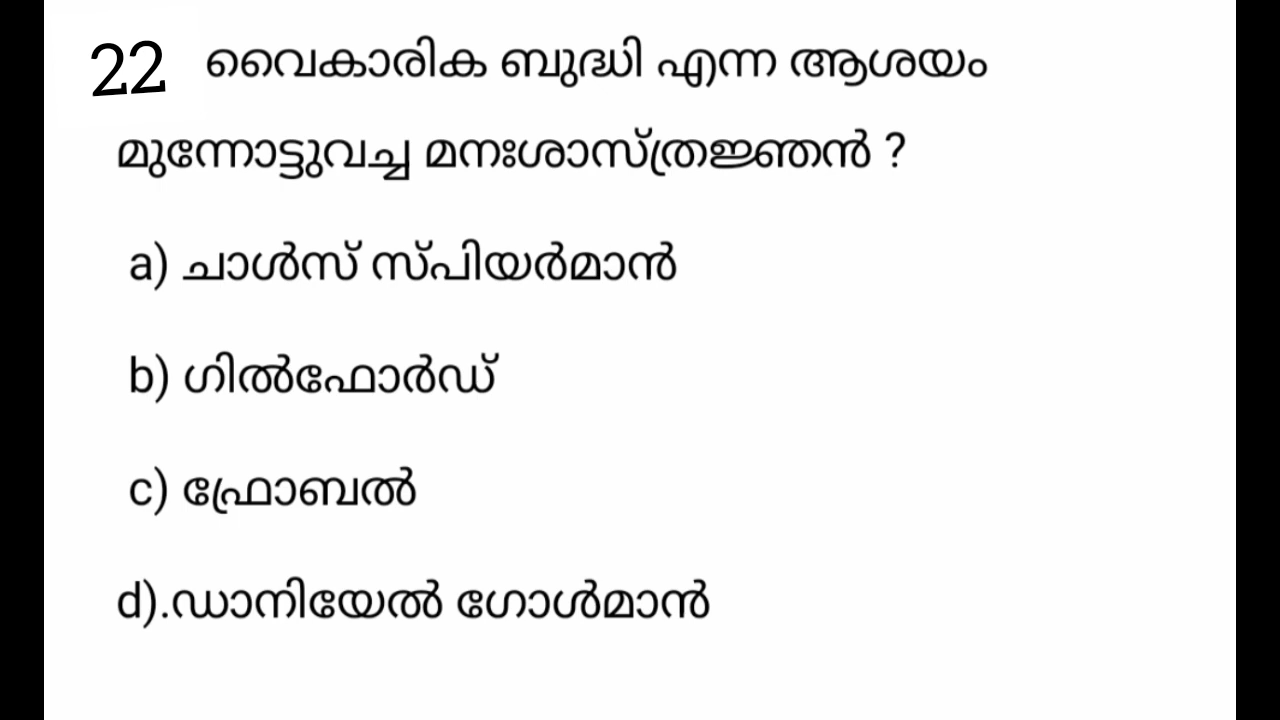 22 വൈകാരിക ബുദ്ധി എന്ന ആശയം
മുന്നോട്ടുവച്ച മനഃശാസ്ത്രജ്ഞൻ ?
a) ചാൾസ് സ്പിയർമാൻ
b) ഗിൽഫോർഡ്
c) ഫ്രോബൽ
d).ഡാനിയേൽ ഗോൾമാൻ